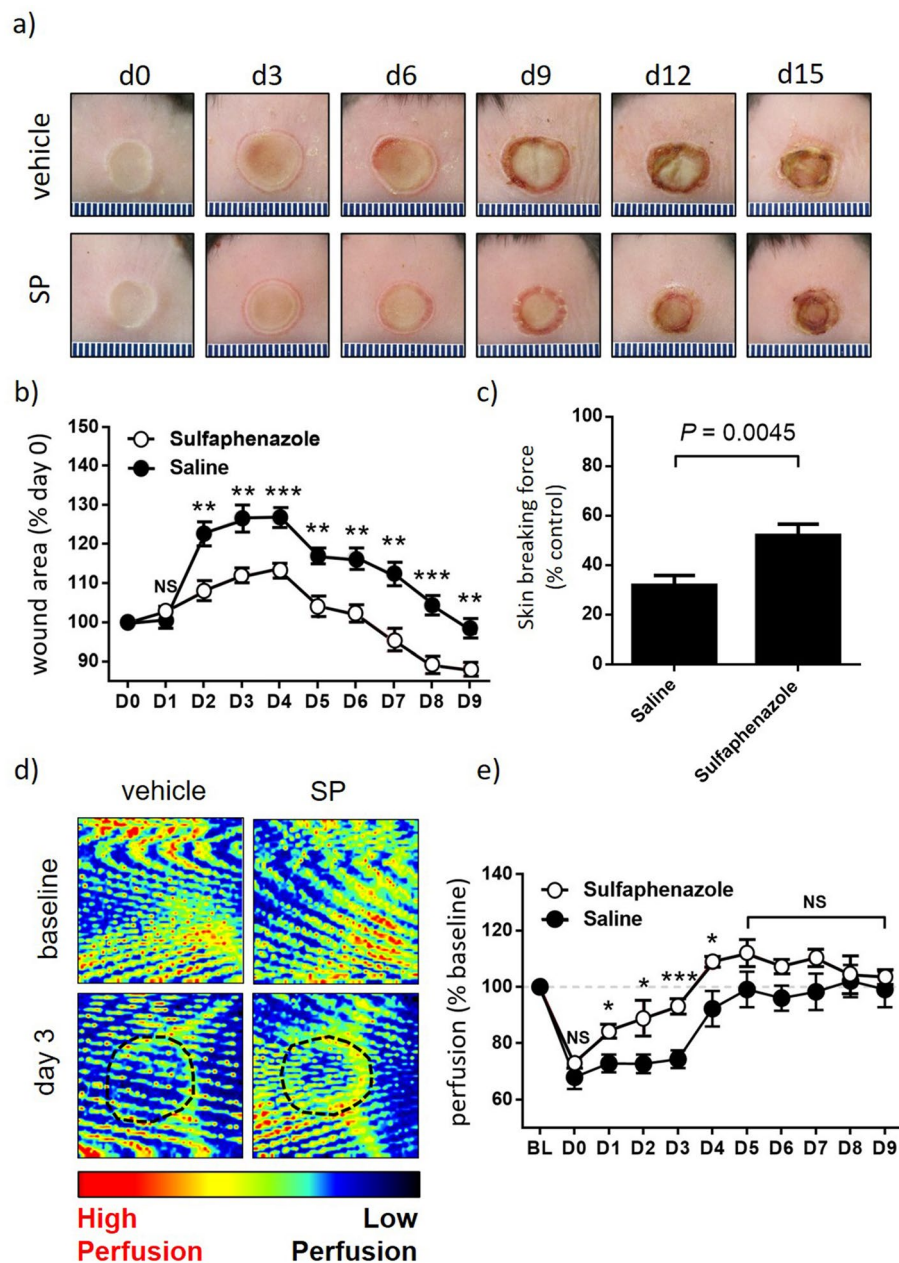 a)
d0 d3 d6 d9 d12 d15
vehicle
SP
b)
150
140
130
120
110
100
90
wound area (% day 0)
Sulfaphenazole
Saline
NS ** ** *** ** ** ** *** **
D0 D1 D2 D3 D4 D5 D6 D7 D8 D9
c)
100
80
60
40
20
0
Skin breaking force
(% control)
P = 0.0045
Saline
Sulfaphenazole
d)
vehicle SP
baseline
day 3
High
Perfusion
Low
Perfusion
e)
140
120
100
80
60
perfusion (% baseline)
Sulfaphenazole
Saline
NS * * *** * NS
BL D0 D1 D2 D3 D4 D5 D6 D7 D8 D9